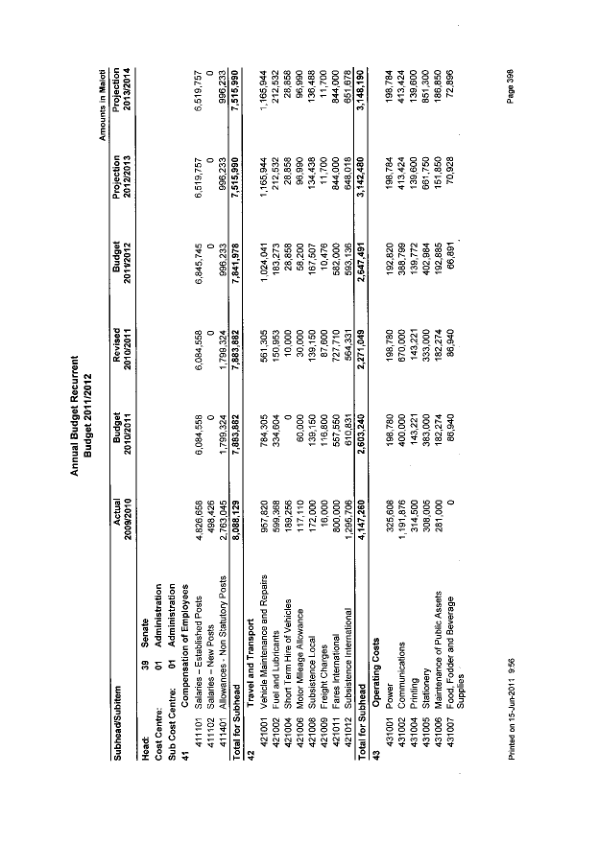 Annual Budget Recurrent
Budget 2011/2012
Amounts in Maloti
Subhead/Subitem Actual 2009/2010 Budget 2010/2011 Revised 2010/2011 Budget 2011/2012 Projection 2012/2013 Projection 2013/2014
Head: 39 Senate
Cost Centre: 01 Administration
Sub Cost Centre: 01 Administration
41 Compensation of Employees
411101 Salaries – Established Posts 4,826,658 6,084,558 6,084,558 6,845,745 6,519,757 6,519,757
411102 Salaries – New Posts 498,426 0 0 0 0 0
411401 Allowances - Non Statutory Posts 2,763,045 1,799,324 1,799,324 996,233 996,233 996,233
Total for Subhead 8,088,129 7,883,882 7,883,882 7,841,978 7,515,990 7,515,990
42 Travel and Transport
421001 Vehicle Maintenance and Repairs 957,820 784,305 561,305 1,024,041 1,165,944 1,165,944
421002 Fuel and Lubricants 599,368 334,604 150,953 183,273 212,532 212,532
421004 Short Term Hire of Vehicles 189,256 0 10,000 28,858 28,858 28,858
421006 Motor Mileage Allowance 117,110 60,000 30,000 58,200 96,990 96,990
421008 Subsistence Local 172,000 139,150 139,150 167,507 134,438 136,488
421009 Freight Charges 16,000 116,800 87,600 10,476 11,700 11,700
421011 Fares International 800,000 557,550 727,710 582,000 844,000 844,000
421012 Subsistence International 1,295,706 610,831 564,331 593,136 648,018 651,678
Total for Subhead 4,147,260 2,603,240 2,271,049 2,647,491 3,142,480 3,148,190
43 Operating Costs
431001 Power 325,608 198,780 198,780 192,820 198,784 198,784
431002 Communications 1,191,876 400,000 670,000 388,799 413,424 413,424
431004 Printing 314,500 143,221 143,221 139,772 139,600 139,600
431005 Stationery 308,005 383,000 333,000 402,984 661,750 851,300
431006 Maintenance of Public Assets 281,000 182,274 182,274 192,885 151,850 186,850
431007 Food, Fodder and Beverage 0 86,940 86,940 66,891 70,928 72,896
Supplies
Printed on 15-Jun-2011 9:56 Page 398